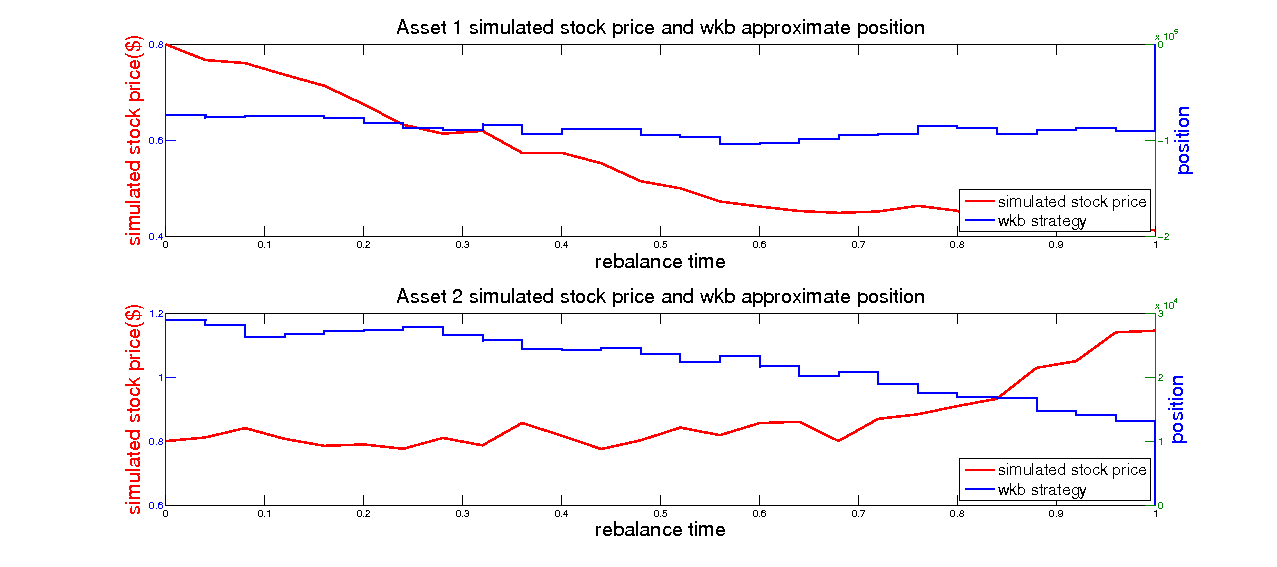 Asset 1 simulated stock price and wkb approximate position
x 10^5
simulated stock price($)
0.8
0.6
0.4
0
-1
-2
position
simulated stock price
wkb strategy
0 0.1 0.2 0.3 0.4 0.5 0.6 0.7 0.8 0.9 1
rebalance time
Asset 2 simulated stock price and wkb approximate position
x 10^4
simulated stock price($)
1.2
1
0.8
0.6
3
2
1
0
position
simulated stock price
wkb strategy
0 0.1 0.2 0.3 0.4 0.5 0.6 0.7 0.8 0.9 1
rebalance time